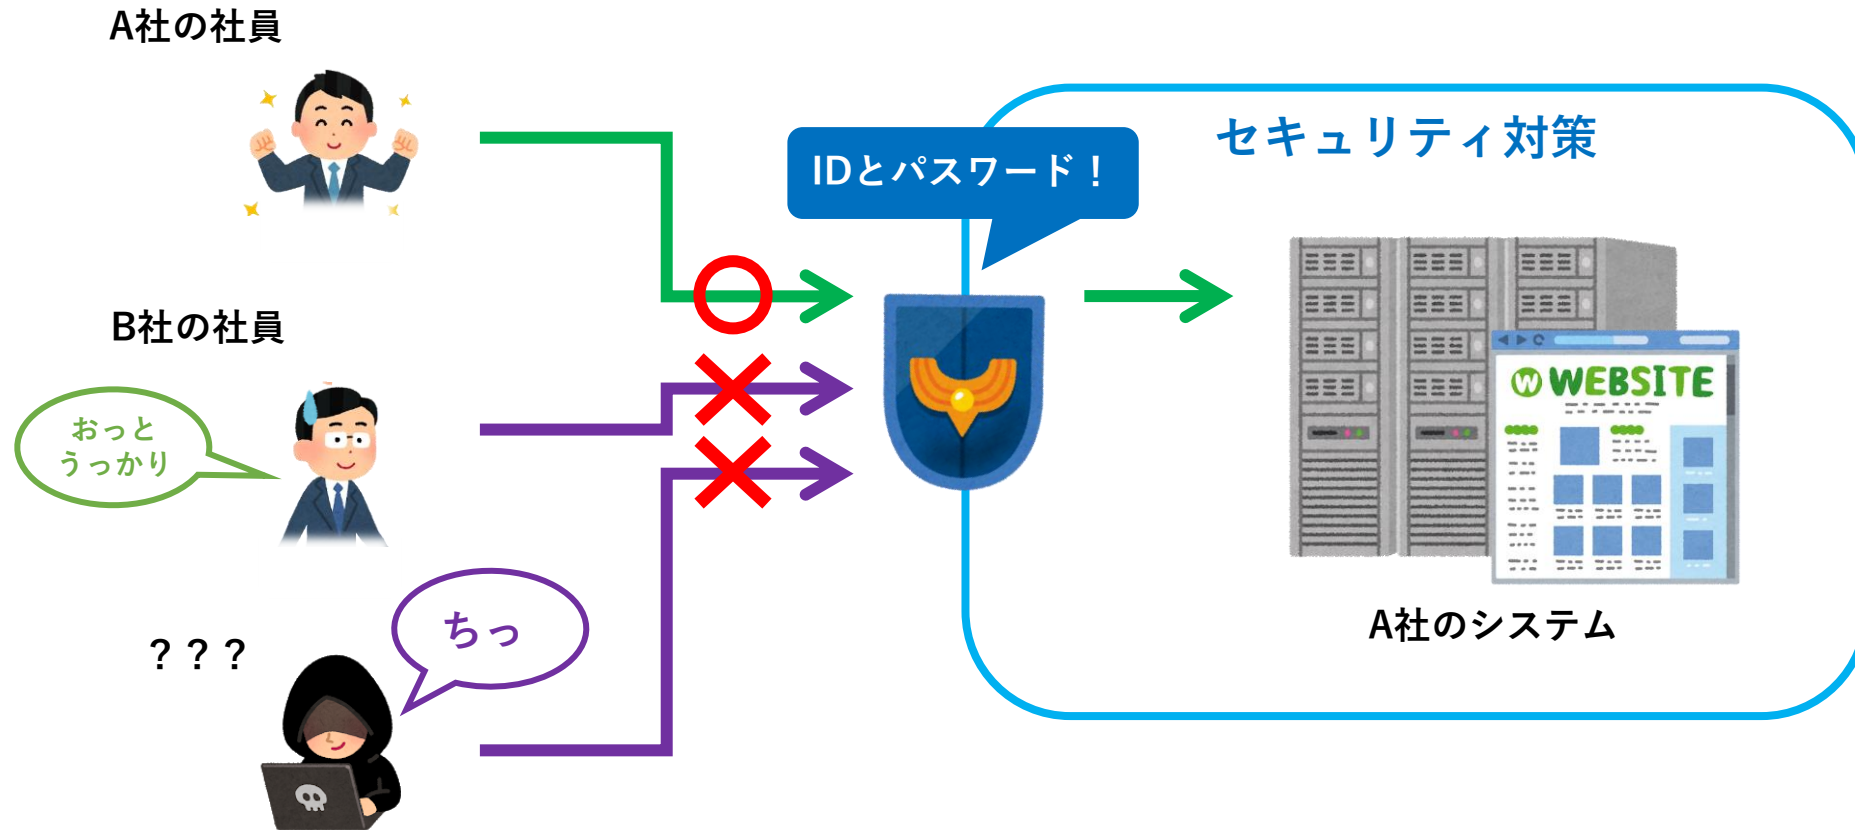 A社の社員
セキュリティ対策
IDとパスワード！
B社の社員
おっと
うっかり
W WEBSITE
？？？
ちっ
A社のシステム